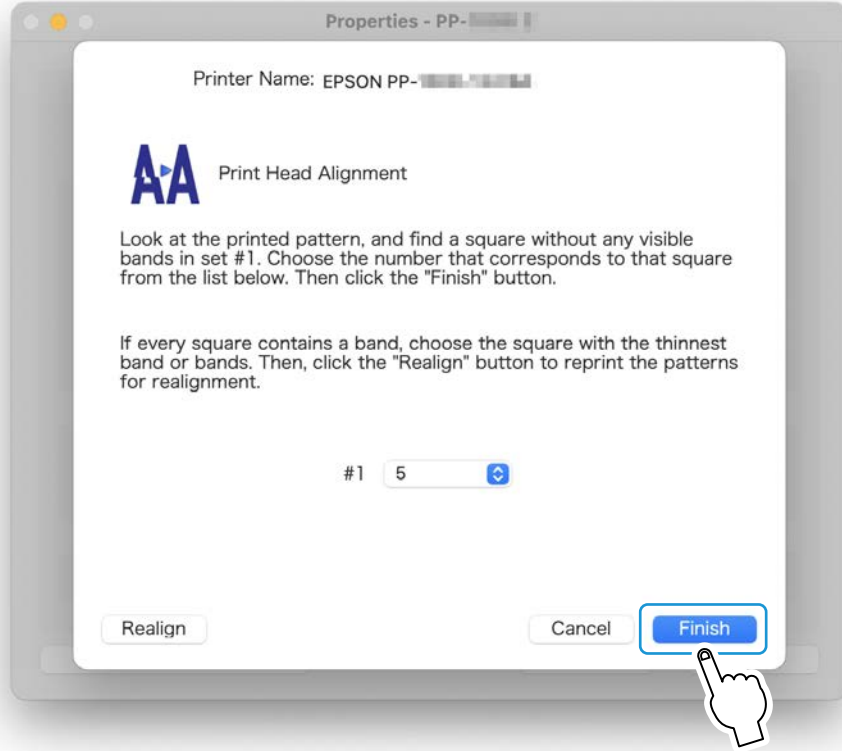 Properties - PP-
Printer Name: EPSON PP-
AA
Print Head Alignment
Look at the printed pattern, and find a square without any visible
bands in set #1. Choose the number that corresponds to that square
from the list below. Then click the "Finish" button.
If every square contains a band, choose the square with the thinnest
band or bands. Then, click the "Realign" button to reprint the patterns
for realignment.
#1 5
Realign Cancel Finish